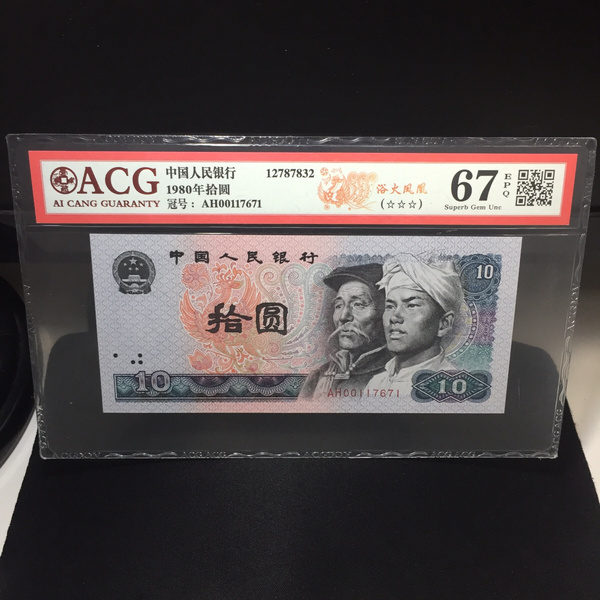 ACG
AI CANG GUARANTY
中国人民银行 12787832
1980年拾圆
冠号： AH00117671
浴火凤凰
(☆☆☆)
67 EPQ
Superb Gem Unc
中国人民银行
10
拾圆
10
10
AH00117671